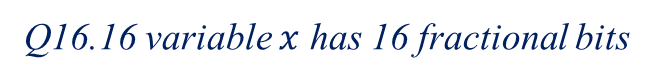 Q16.16 variable x has 16 fractional bits